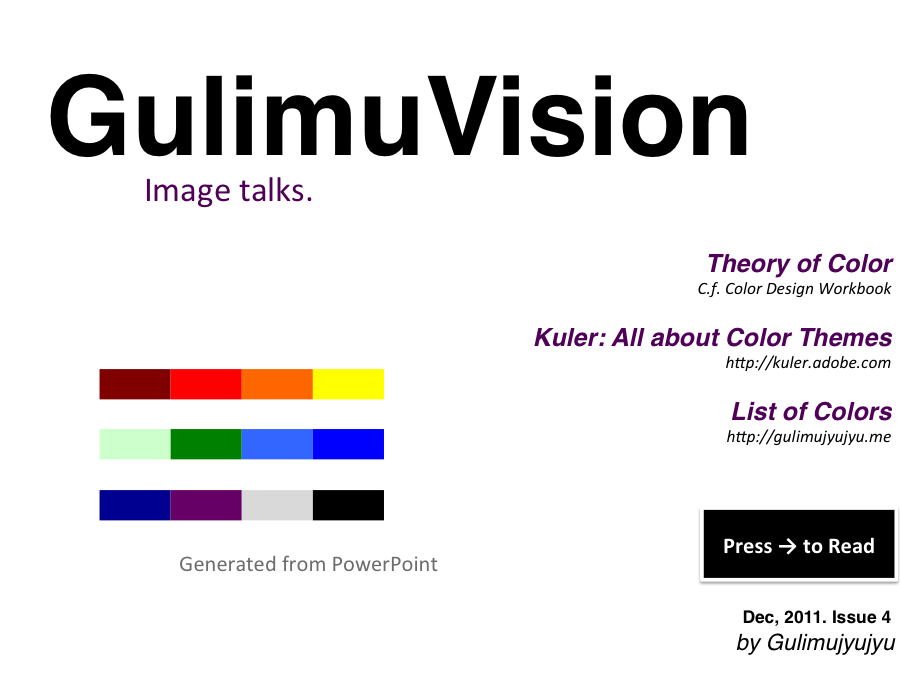 GulimuVision
Image talks.
Theory of Color
C.f. Color Design Workbook
Kuler: All about Color Themes
http://kuler.adobe.com
List of Colors
http://gulimujyujyu.me
Generated from PowerPoint
Press → to Read
Dec, 2011. Issue 4
by Gulimujyujyu